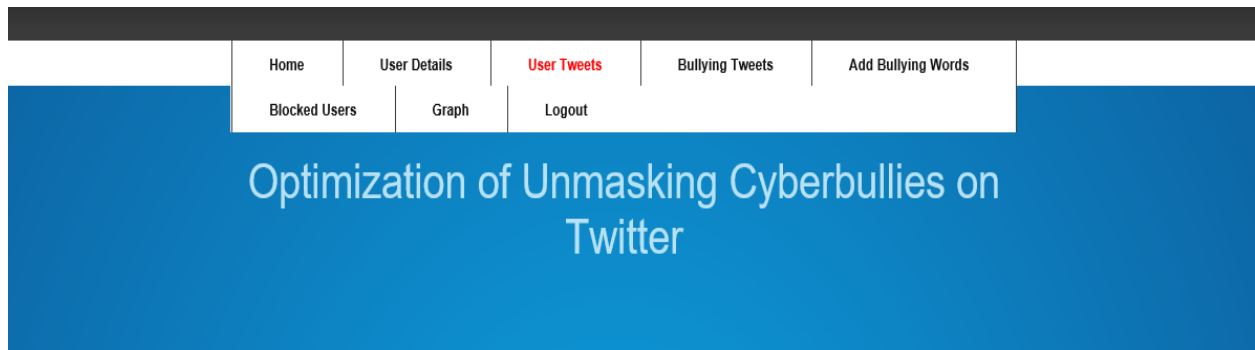 Home User Details User Tweets Bullying Tweets Add Bullying Words
Blocked Users Graph Logout
Optimization of Unmasking Cyberbullies on
Twitter